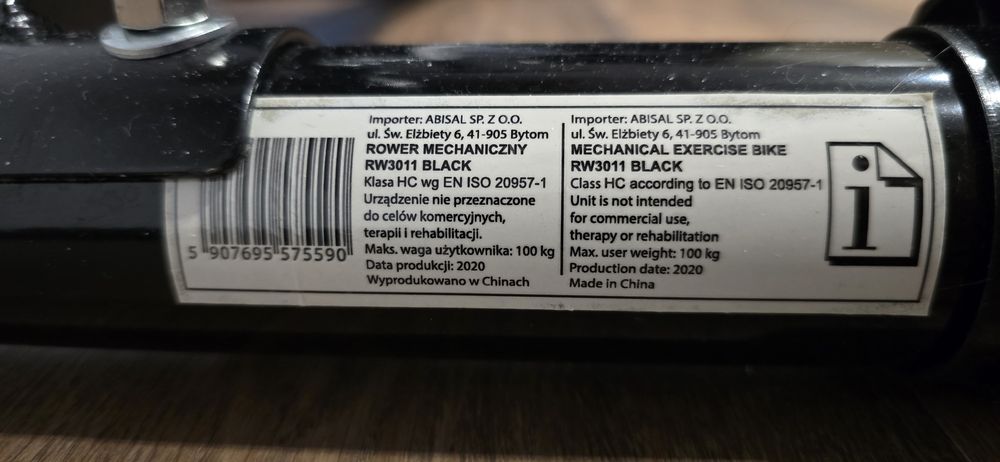 5 907695 575590
Importer: ABISAL SP. Z O.O.
ul. Św. Elżbiety 6, 41-905 Bytom
ROWER MECHANICZNY
RW3011 BLACK
Klasa HC wg EN ISO 20957-1
Urządzenie nie przeznaczone
do celów komercyjnych,
terapii i rehabilitacji.
Maks. waga użytkownika: 100 kg
Data produkcji: 2020
Wyprodukowano w Chinach
Importer: ABISAL SP. Z O.O.
ul. Św. Elżbiety 6, 41-905 Bytom
MECHANICAL EXERCISE BIKE
RW3011 BLACK
Class HC according to EN ISO 20957-1
Unit is not intended
for commercial use,
therapy or rehabilitation
Max. user weight: 100 kg
Production date: 2020
Made in China
i